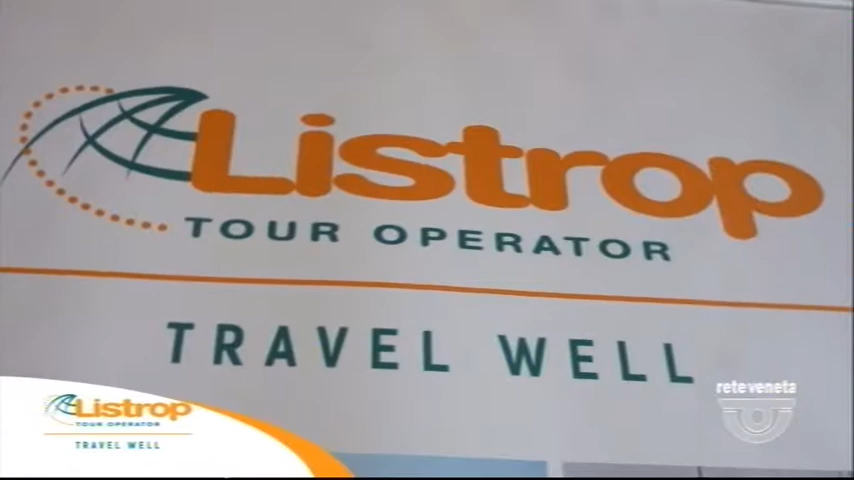 Listrop
TOUR OPERATOR
TRAVEL WELL
Listrop
TOUR OPERATOR
TRAVEL WELL
reteveneta